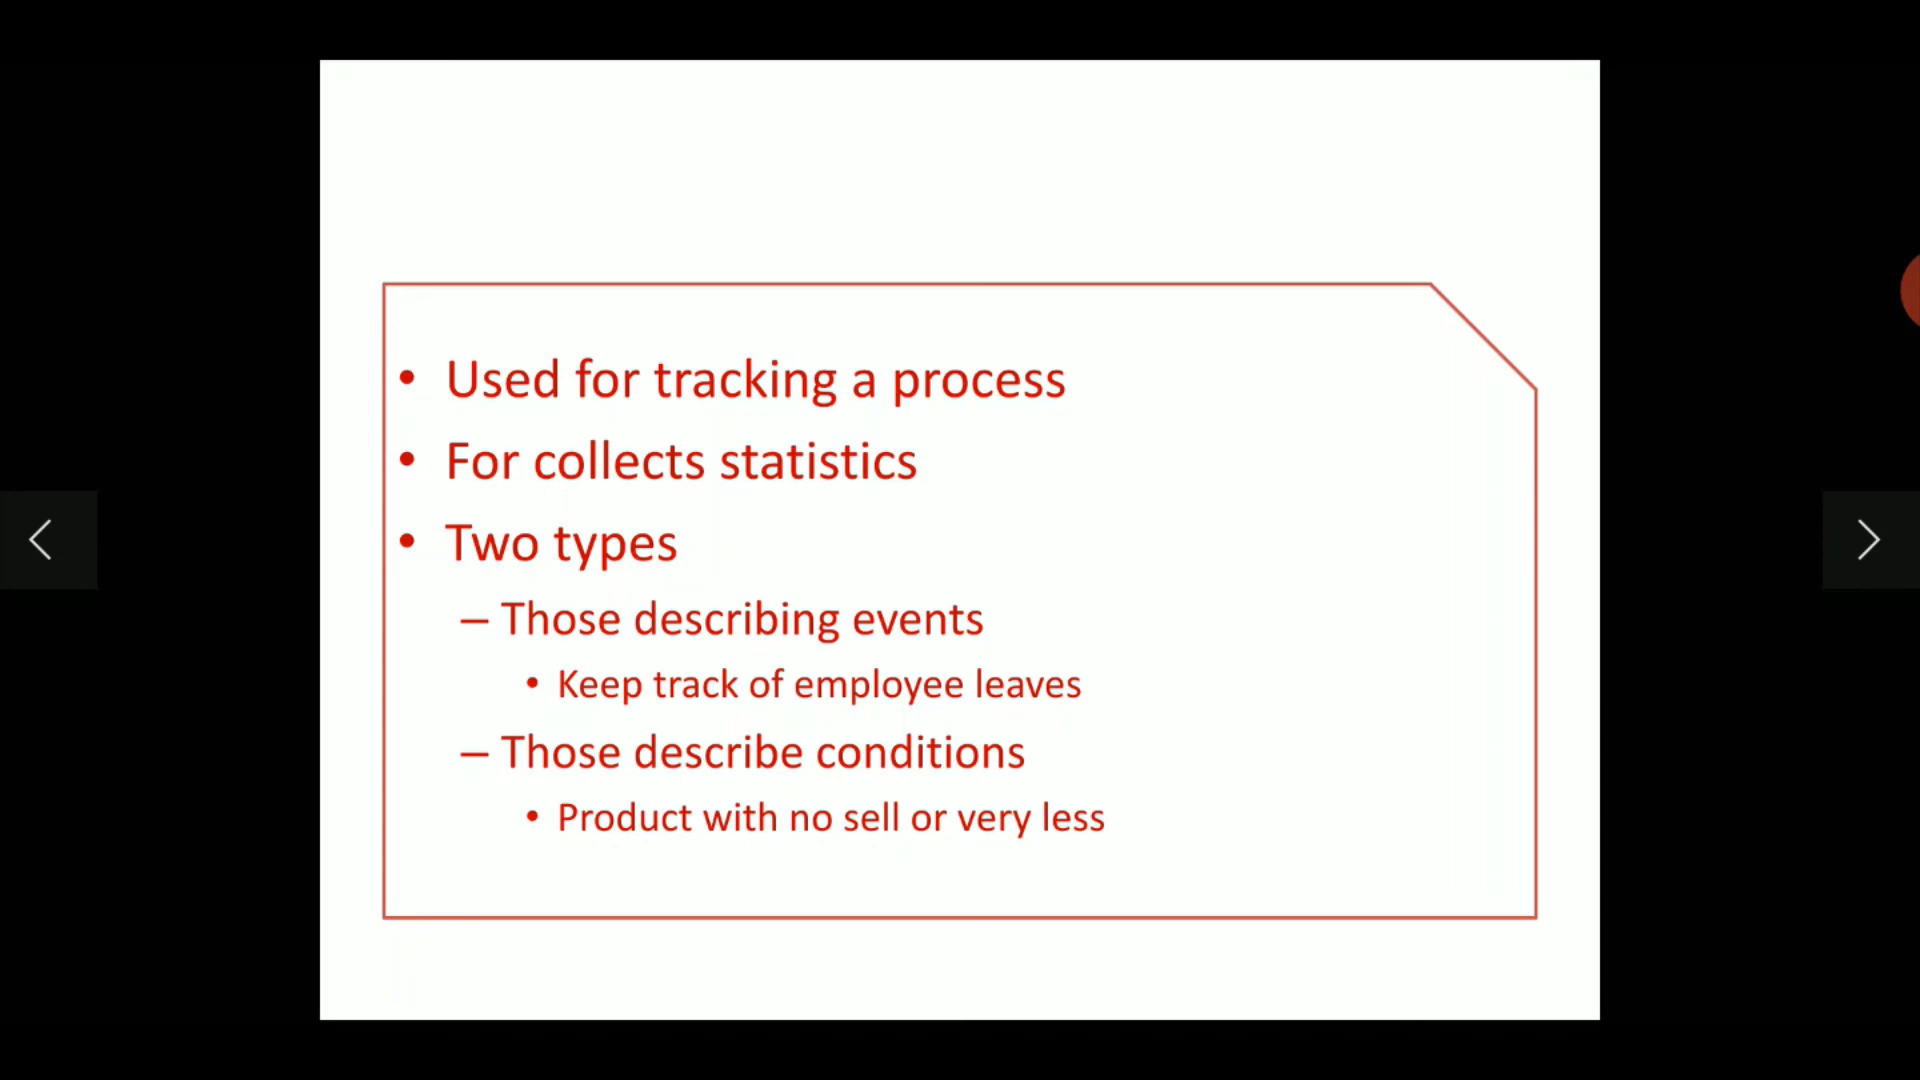 • Used for tracking a process
• For collects statistics
• Two types
– Those describing events
• Keep track of employee leaves
– Those describe conditions
• Product with no sell or very less